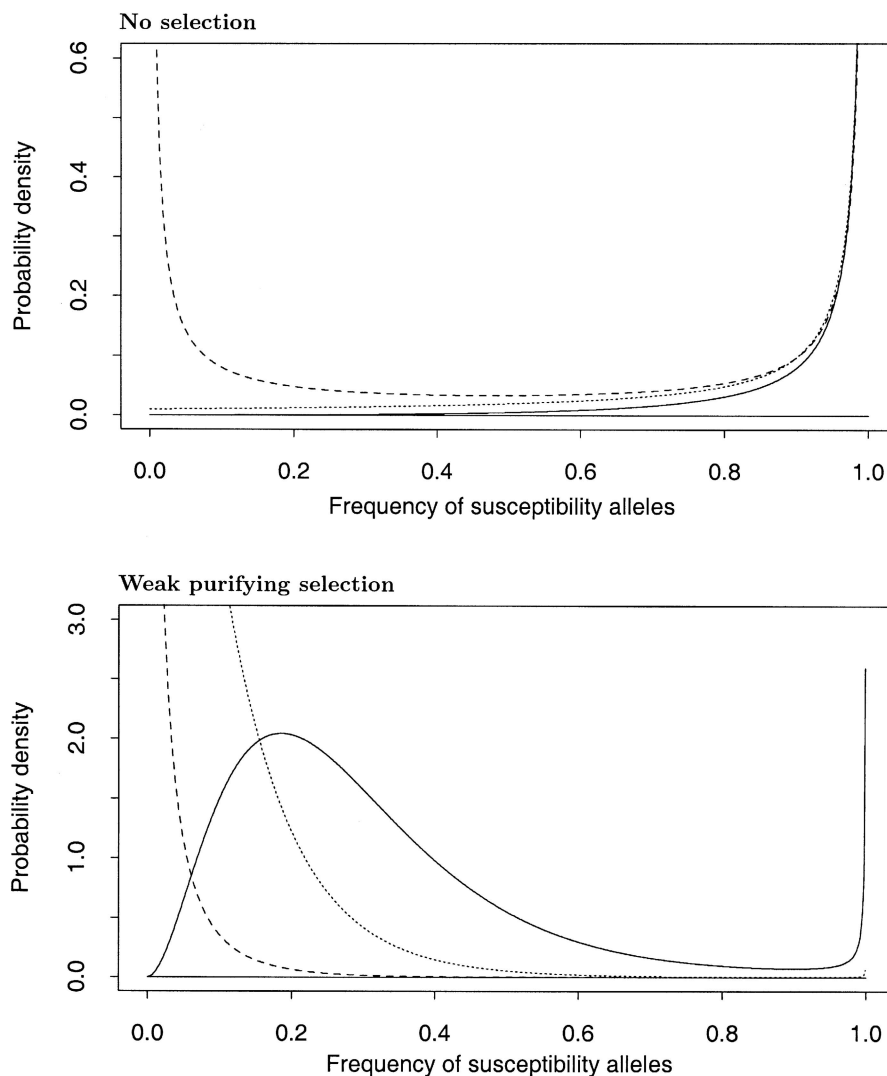 No selection
0.6
0.4
0.2
0.0
Probability density
0.0 0.2 0.4 0.6 0.8 1.0
Frequency of susceptibility alleles
Weak purifying selection
3.0
2.0
1.0
0.0
Probability density
0.0 0.2 0.4 0.6 0.8 1.0
Frequency of susceptibility alleles